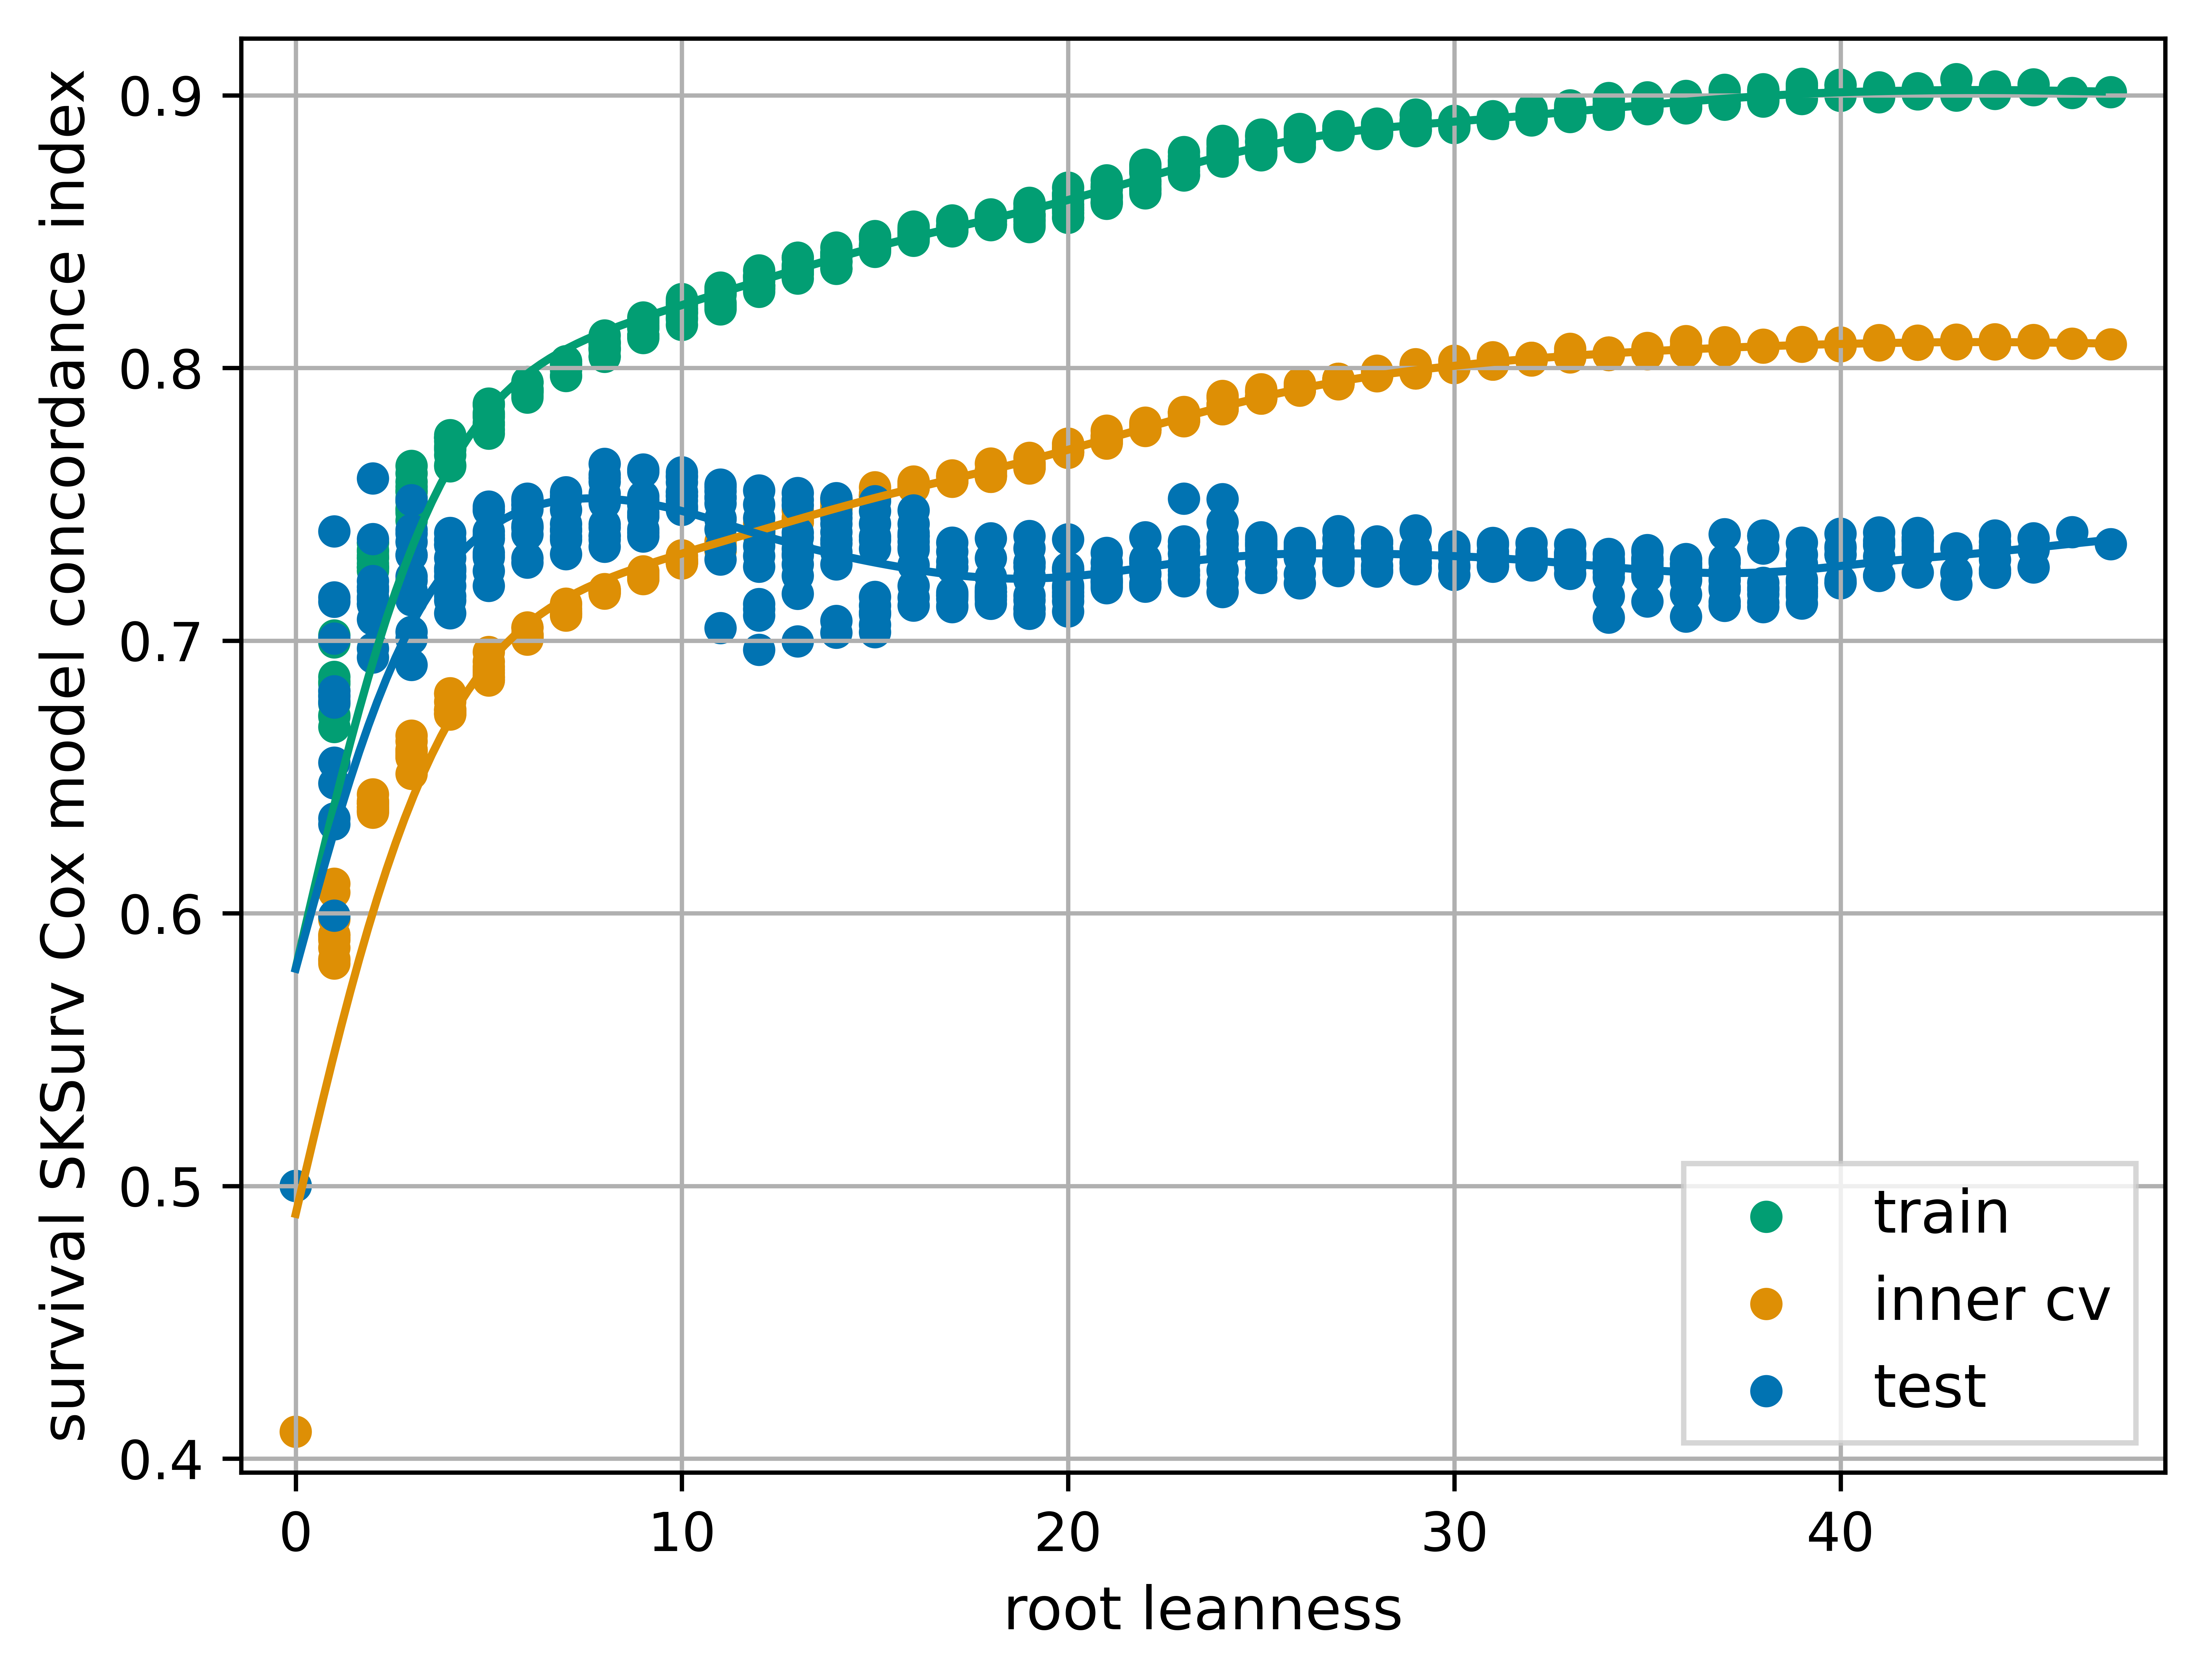 survival SKSurv Cox model concordance index
0.9
0.8
0.7
0.6
0.5
0.4
0 10 20 30 40
root leanness
train
inner cv
test